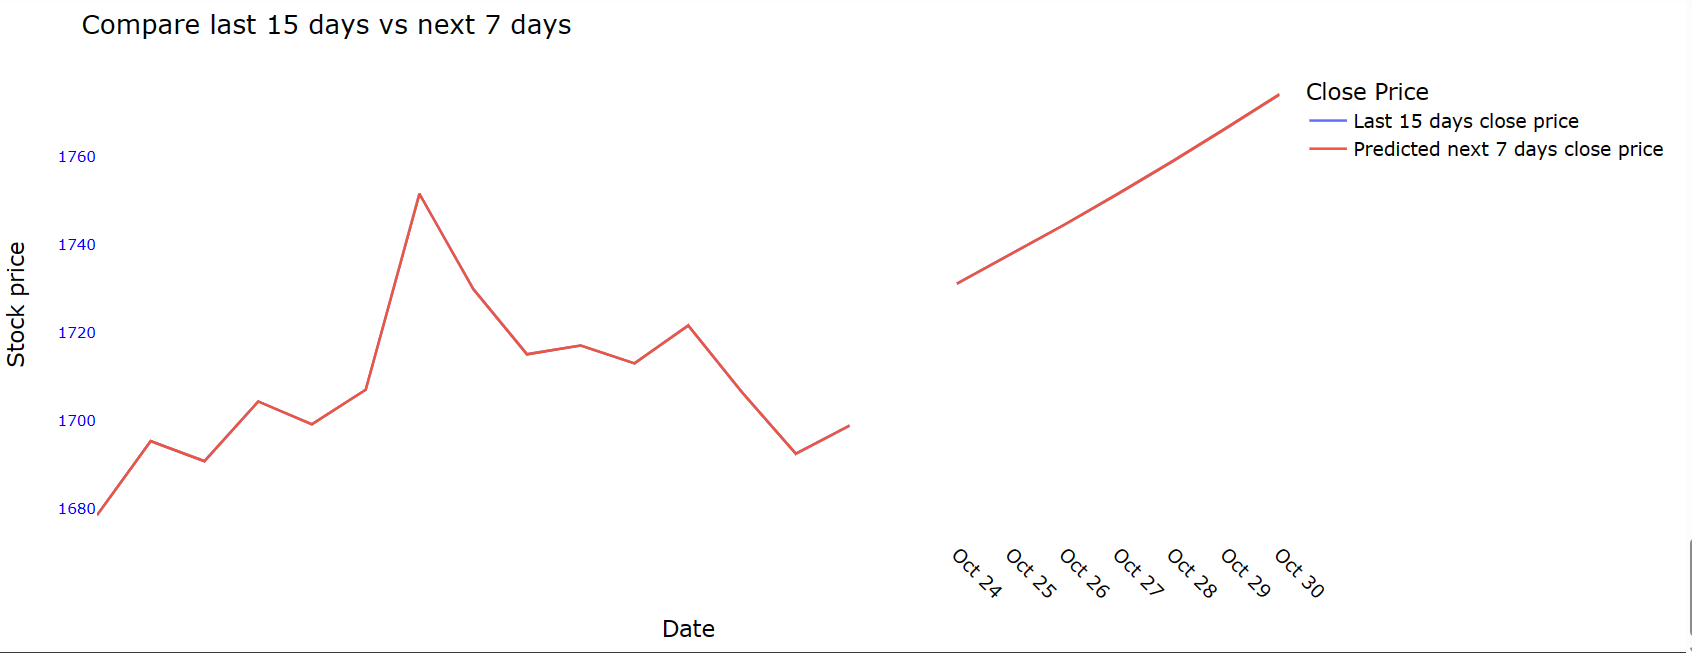 Compare last 15 days vs next 7 days
Close Price
Last 15 days close price
Predicted next 7 days close price
1760
1740
1720
1700
1680
Stock price
Oct 24
Oct 25
Oct 26
Oct 27
Oct 28
Oct 29
Oct 30
Date